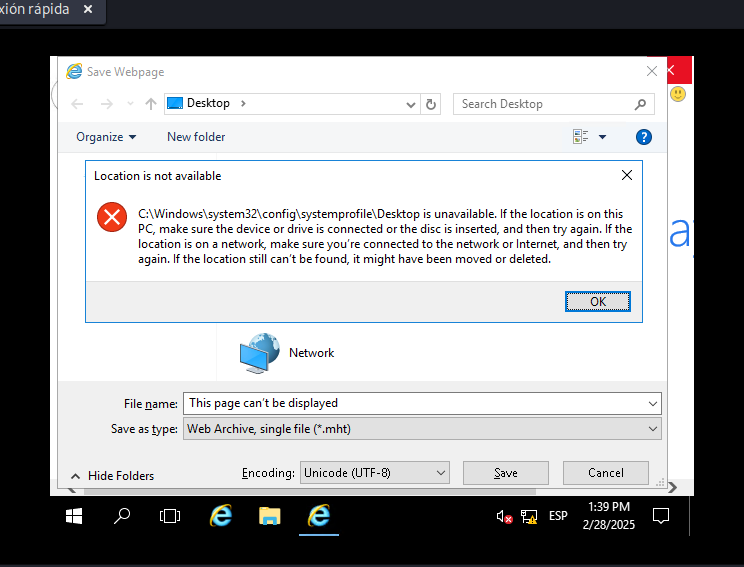 xión rápida
Save Webpage
Desktop
Search Desktop
Organize
New folder
Location is not available
C:\Windows\system32\config\systemprofile\Desktop is unavailable. If the location is on this
PC, make sure the device or drive is connected or the disc is inserted, and then try again. If the
location is on a network, make sure you're connected to the network or Internet, and then try
again. If the location still can't be found, it might have been moved or deleted.
OK
Network
File name: This page can't be displayed
Save as type: Web Archive, single file (*.mht)
Hide Folders
Encoding: Unicode (UTF-8)
Save
Cancel
ESP
1:39 PM
2/28/2025